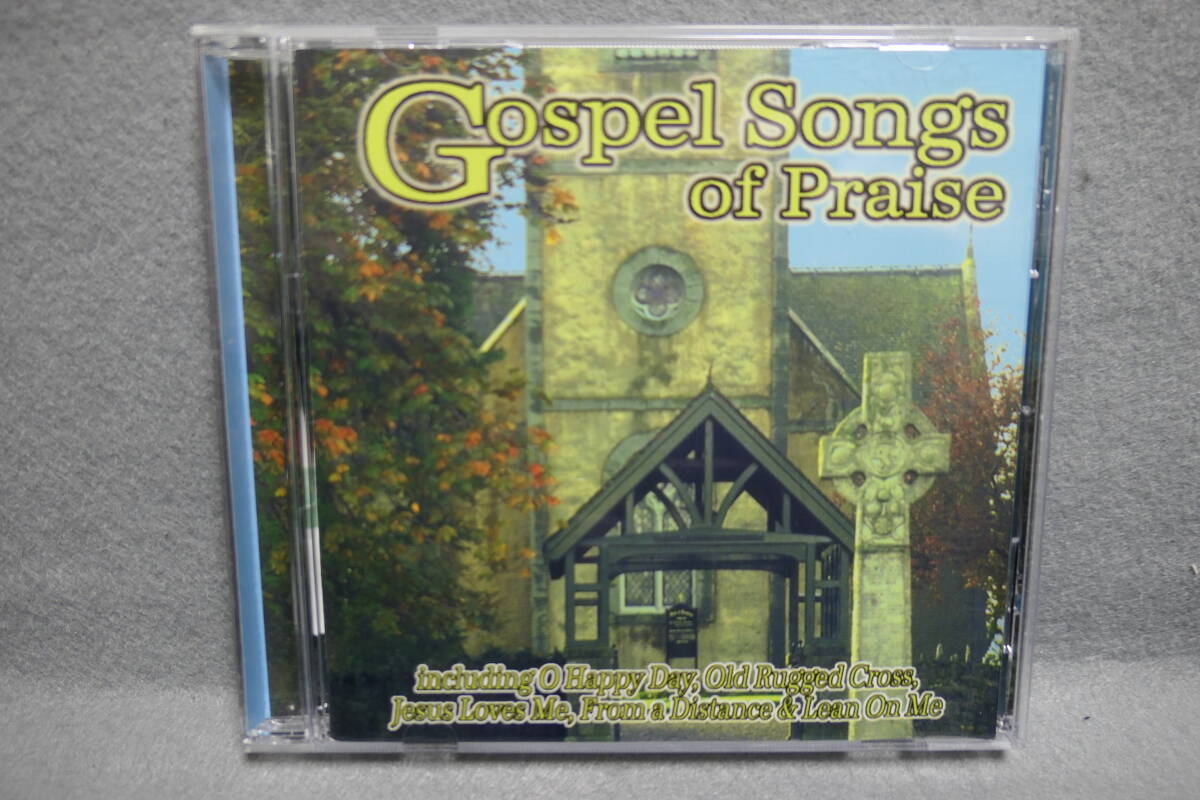 Gospel Songs
of Praise
including O Happy Day, Old Rugged Cross,
Jesus Loves Me, From a Distance & Lean On Me